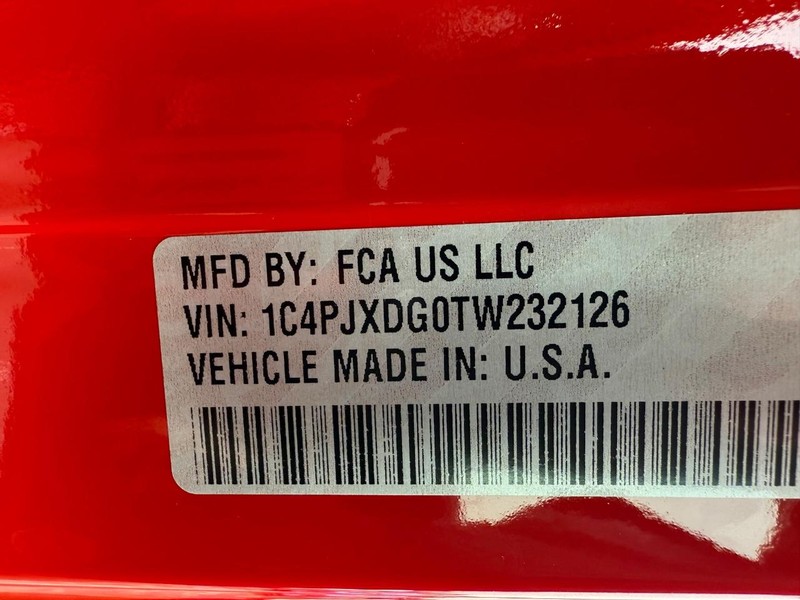 MFD BY: FCA US LLC
VIN: 1C4PJXDG0TW232126
VEHICLE MADE IN: U.S.A.